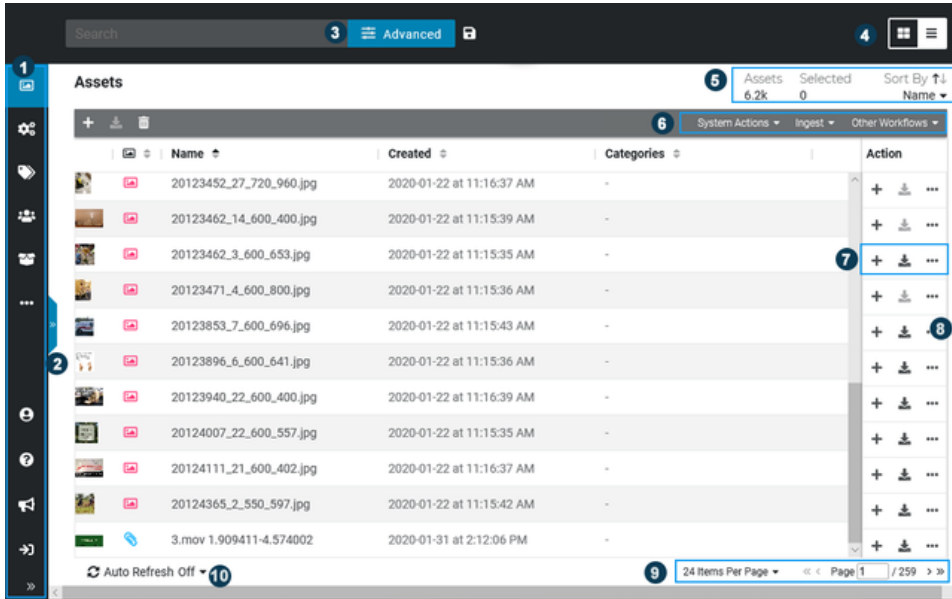 Search
3
Advanced
4
1
Assets
5
Assets Selected Sort By
6.2k 0 Name
6
System Actions Ingest Other Workflows
Name Created Categories Action
20123452_27_720_960.jpg 2020-01-22 at 11:16:37 AM -
20123462_14_600_400.jpg 2020-01-22 at 11:15:39 AM -
20123462_3_600_653.jpg 2020-01-22 at 11:15:35 AM -
7
20123471_4_600_800.jpg 2020-01-22 at 11:15:36 AM -
20123853_7_600_696.jpg 2020-01-22 at 11:15:43 AM -
8
2
20123896_6_600_641.jpg 2020-01-22 at 11:15:36 AM -
20123940_22_600_400.jpg 2020-01-22 at 11:16:39 AM -
20124007_22_600_557.jpg 2020-01-22 at 11:15:35 AM -
20124111_21_600_402.jpg 2020-01-22 at 11:16:37 AM -
20124365_2_550_597.jpg 2020-01-22 at 11:15:42 AM -
3.mov 1.909411-4.574002 2020-01-31 at 2:12:06 PM -
Auto Refresh Off
10
9
24 Items Per Page « < Page 1 / 259 > »
»